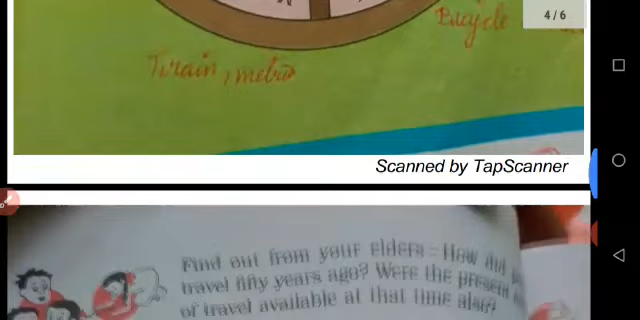 4 / 6
Bicycle
Train, metro
Scanned by TapScanner
Find out from your elders – How did
travel fifty years ago? Were the present
of travel available at that time also?